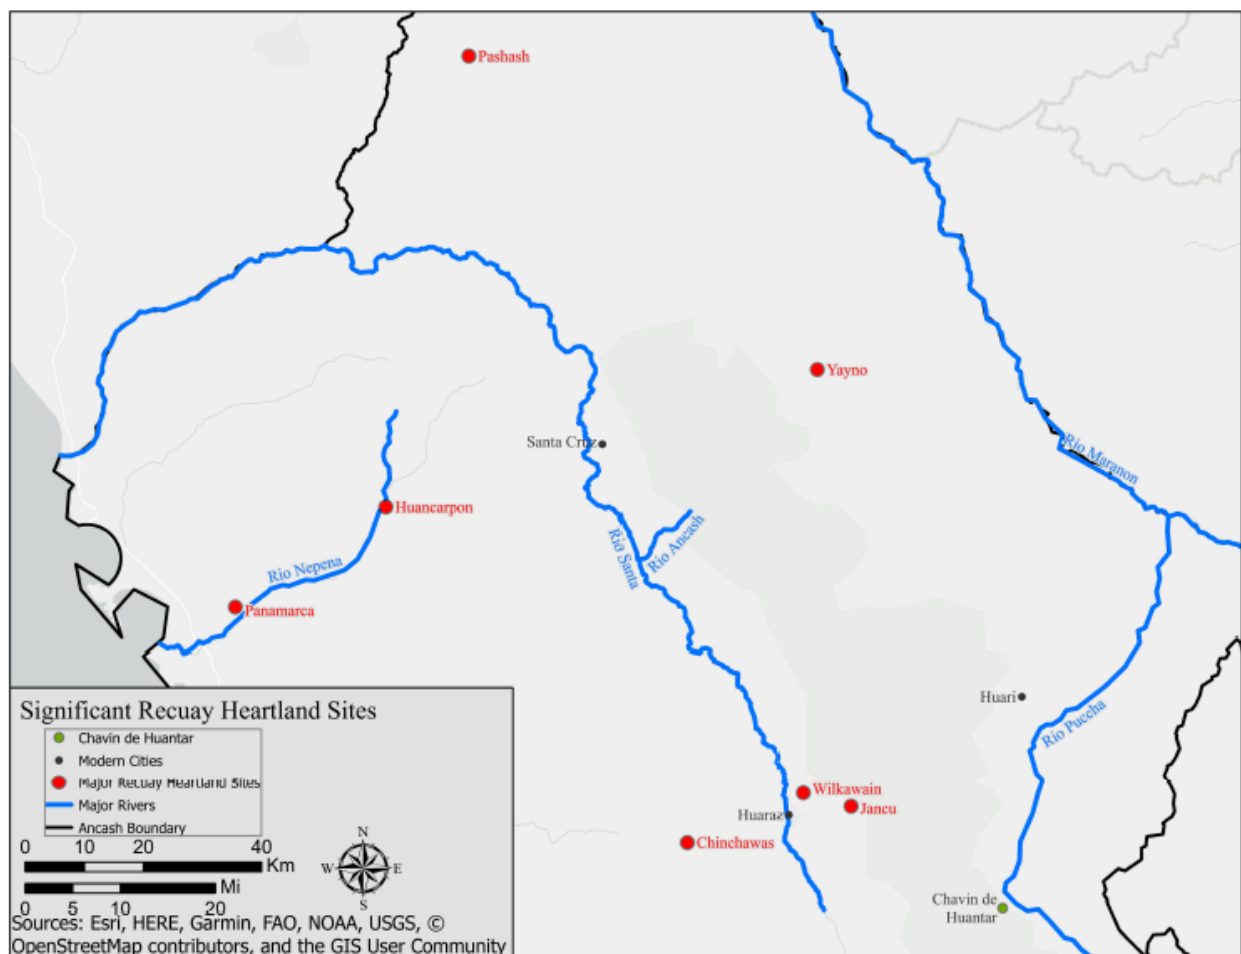 Pashash
Yayno
Rio Maranon
Santa Cruz
Huancarpon
Rio Ancash
Rio Santa
Rio Nepena
Panamarca
Huari
Rio Puccha
Wilkawain
Jancu
Huaraz
Chinchawas
Chavin de
Huantar
Significant Recuay Heartland Sites
Chavin de Huantar
Modern Cities
Major Recuay Heartland Sites
Major Rivers
Ancash Boundary
0 10 20 40
Km
Mi
0 5 10 20
N
W E
S
Sources: Esri, HERE, Garmin, FAO, NOAA, USGS, ©
OpenStreetMap contributors, and the GIS User Community